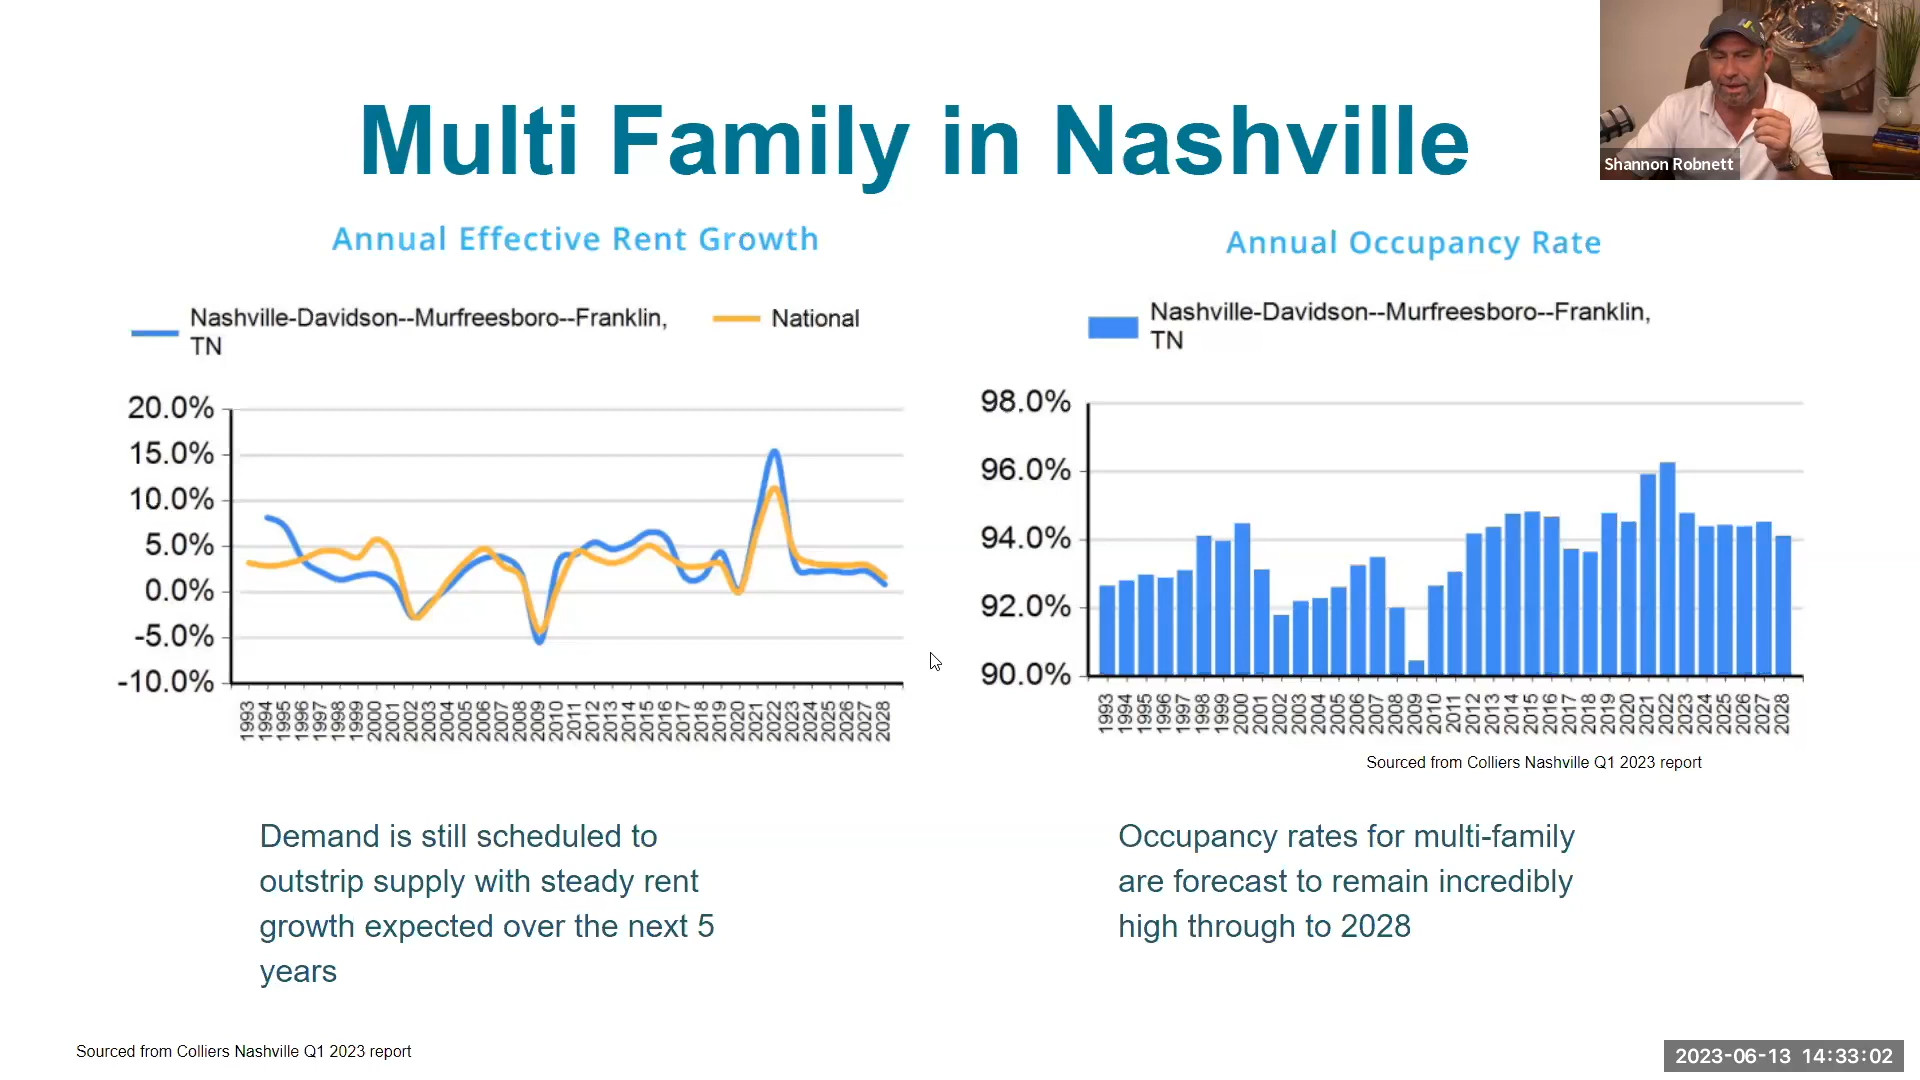 Multi Family in Nashville
Shannon Robnett
Annual Effective Rent Growth
Nashville-Davidson--Murfreesboro--Franklin,
TN
National
20.0%
15.0%
10.0%
5.0%
0.0%
-5.0%
-10.0%
1993 1994 1995 1996 1997 1998 1999 2000 2001 2002 2003 2004 2005 2006 2007 2008 2009 2010 2011 2012 2013 2014 2015 2016 2017 2018 2019 2020 2021 2022 2023 2024 2025 2026 2027 2028
Annual Occupancy Rate
Nashville-Davidson--Murfreesboro--Franklin,
TN
98.0%
96.0%
94.0%
92.0%
90.0%
1993 1994 1995 1996 1997 1998 1999 2000 2001 2002 2003 2004 2005 2006 2007 2008 2009 2010 2011 2012 2013 2014 2015 2016 2017 2018 2019 2020 2021 2022 2023 2024 2025 2026 2027 2028
Sourced from Colliers Nashville Q1 2023 report
Demand is still scheduled to
outstrip supply with steady rent
growth expected over the next 5
years
Occupancy rates for multi-family
are forecast to remain incredibly
high through to 2028
Sourced from Colliers Nashville Q1 2023 report
2023-06-13 14:33:02